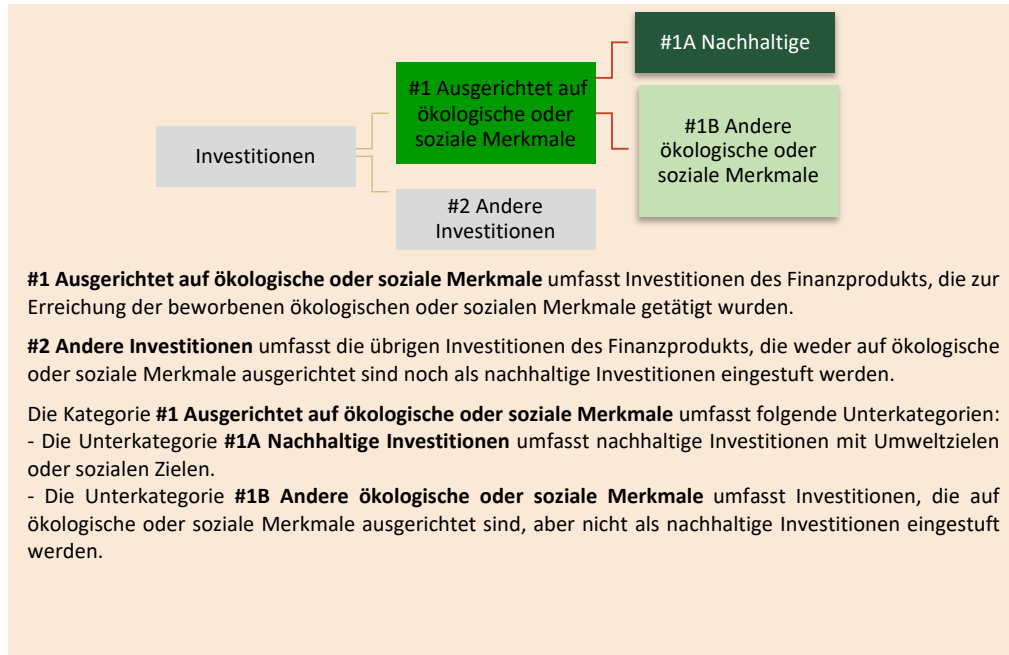 #1A Nachhaltige
#1 Ausgerichtet auf
ökologische oder
soziale Merkmale
#1B Andere
ökologische oder
soziale Merkmale
Investitionen
#2 Andere
Investitionen
#1 Ausgerichtet auf ökologische oder soziale Merkmale umfasst Investitionen des Finanzprodukts, die zur
Erreichung der beworbenen ökologischen oder sozialen Merkmale getätigt wurden.
#2 Andere Investitionen umfasst die übrigen Investitionen des Finanzprodukts, die weder auf ökologische
oder soziale Merkmale ausgerichtet sind noch als nachhaltige Investitionen eingestuft werden.
Die Kategorie #1 Ausgerichtet auf ökologische oder soziale Merkmale umfasst folgende Unterkategorien:
- Die Unterkategorie #1A Nachhaltige Investitionen umfasst nachhaltige Investitionen mit Umweltzielen
oder sozialen Zielen.
- Die Unterkategorie #1B Andere ökologische oder soziale Merkmale umfasst Investitionen, die auf
ökologische oder soziale Merkmale ausgerichtet sind, aber nicht als nachhaltige Investitionen eingestuft
werden.